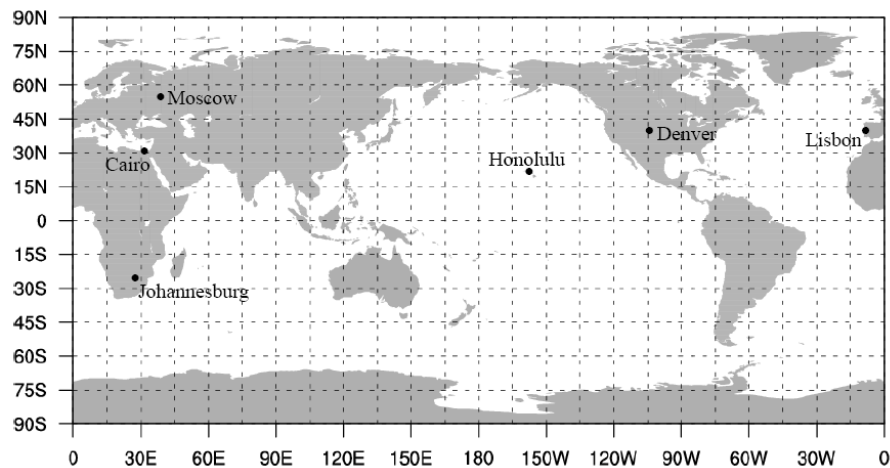 90N
75N
60N
Moscow
45N
Denver
Lisbon
30N
Cairo
Honolulu
15N
0
15S
30S
Johannesburg
45S
60S
75S
90S
0 30E 60E 90E 120E 150E 180 150W 120W 90W 60W 30W 0